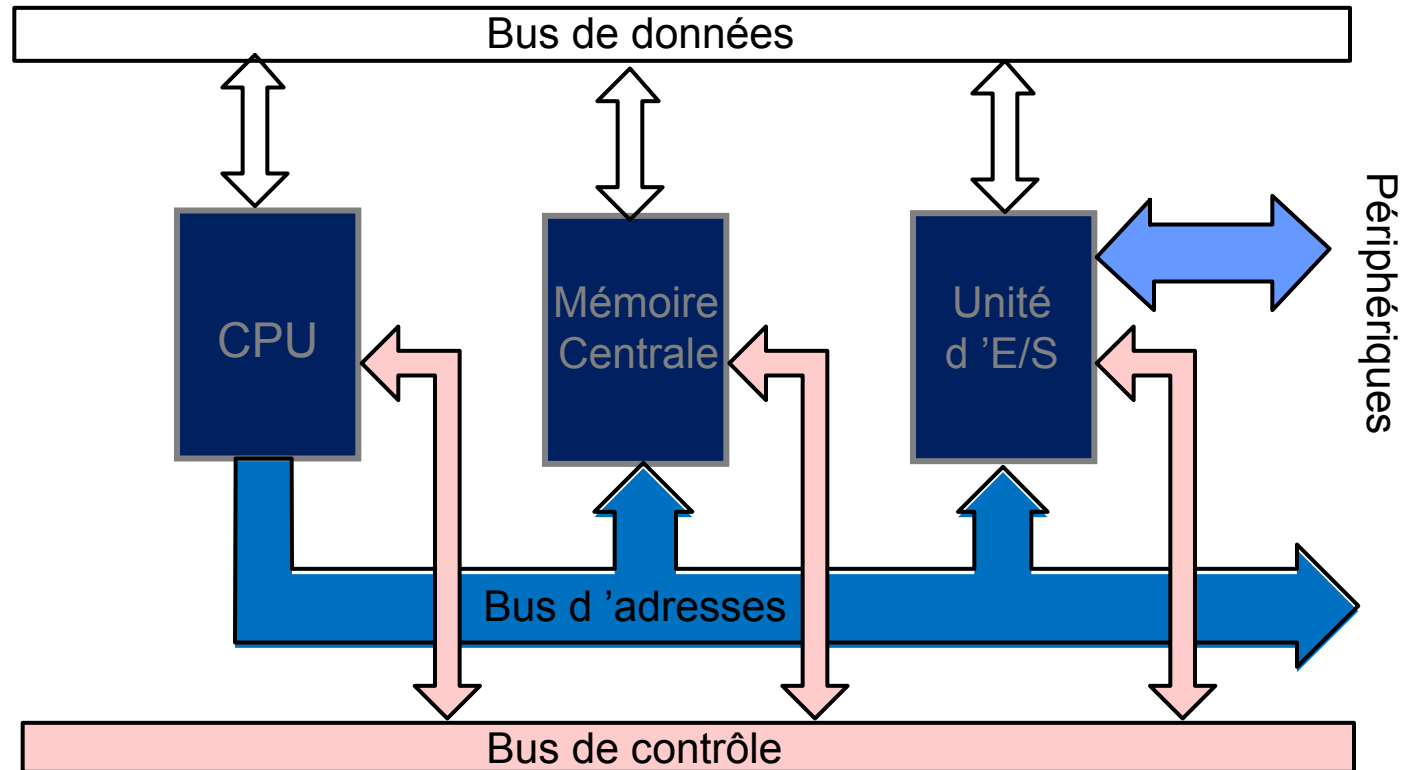 Bus de données
CPU
Mémoire
Centrale
Unité
d ’E/S
Périphériques
Bus d ’adresses
Bus de contrôle